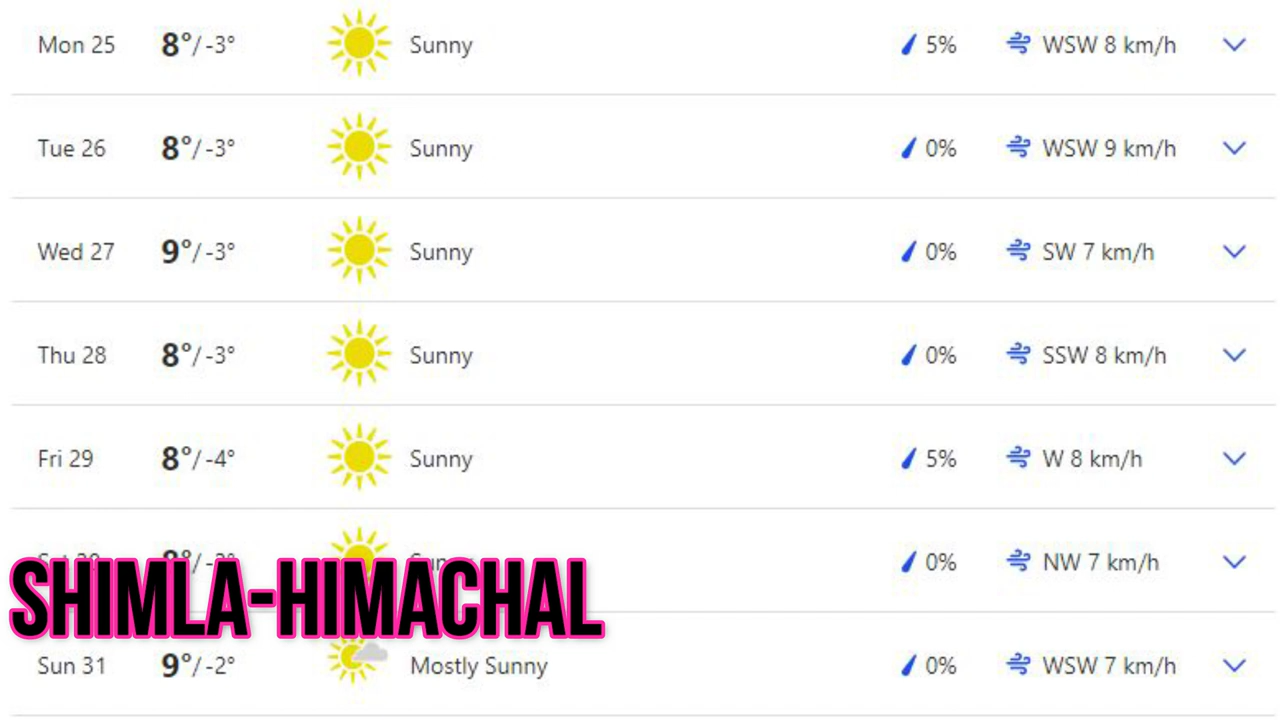 Mon 25 8°/ -3° Sunny 5% WSW 8 km/h
Tue 26 8°/ -3° Sunny 0% WSW 9 km/h
Wed 27 9°/ -3° Sunny 0% SW 7 km/h
Thu 28 8°/ -3° Sunny 0% SSW 8 km/h
Fri 29 8°/ -4° Sunny 5% W 8 km/h
0% NW 7 km/h
SHIMLA-HIMACHAL
Sun 31 9°/ -2° Mostly Sunny 0% WSW 7 km/h